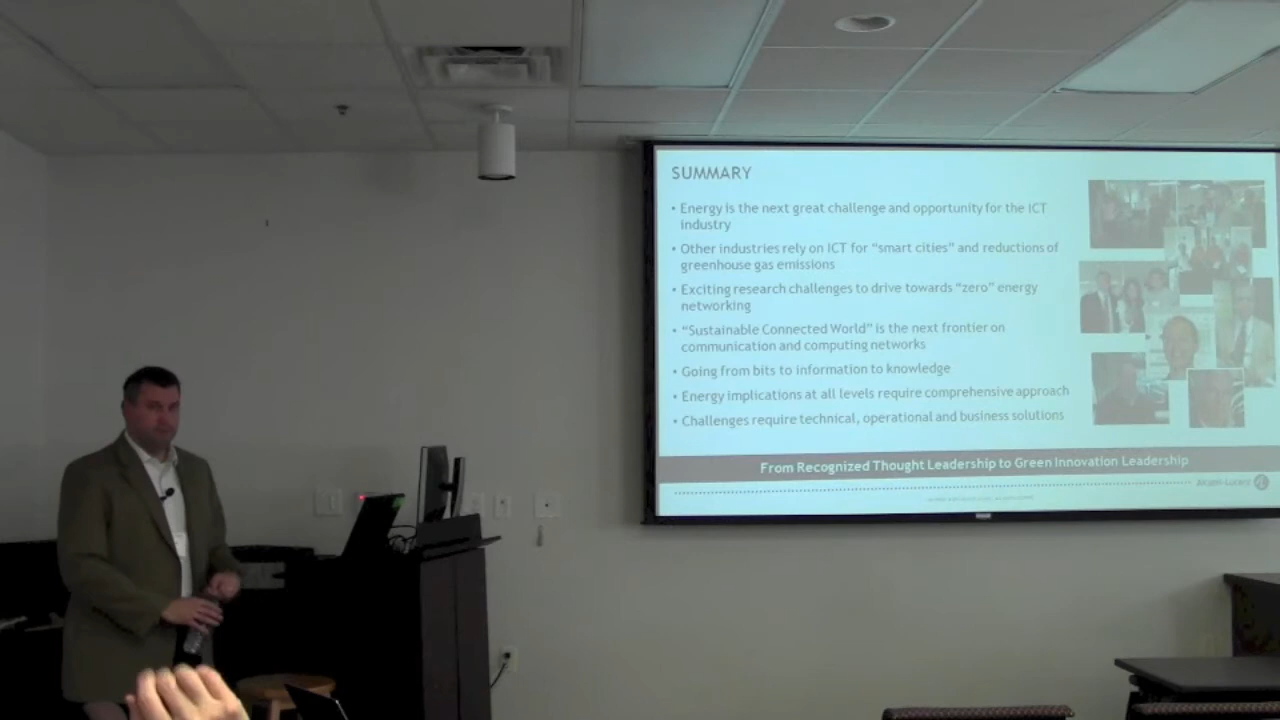 SUMMARY
• Energy is the next great challenge and opportunity for the ICT
industry
• Other industries rely on ICT for “smart cities” and reductions of
greenhouse gas emissions
• Exciting research challenges to drive towards “zero” energy
networking
• “Sustainable Connected World” is the next frontier on
communication and computing networks
• Going from bits to information to knowledge
• Energy implications at all levels require comprehensive approach
• Challenges require technical, operational and business solutions
From Recognized Thought Leadership to Green Innovation Leadership
Alcatel-Lucent